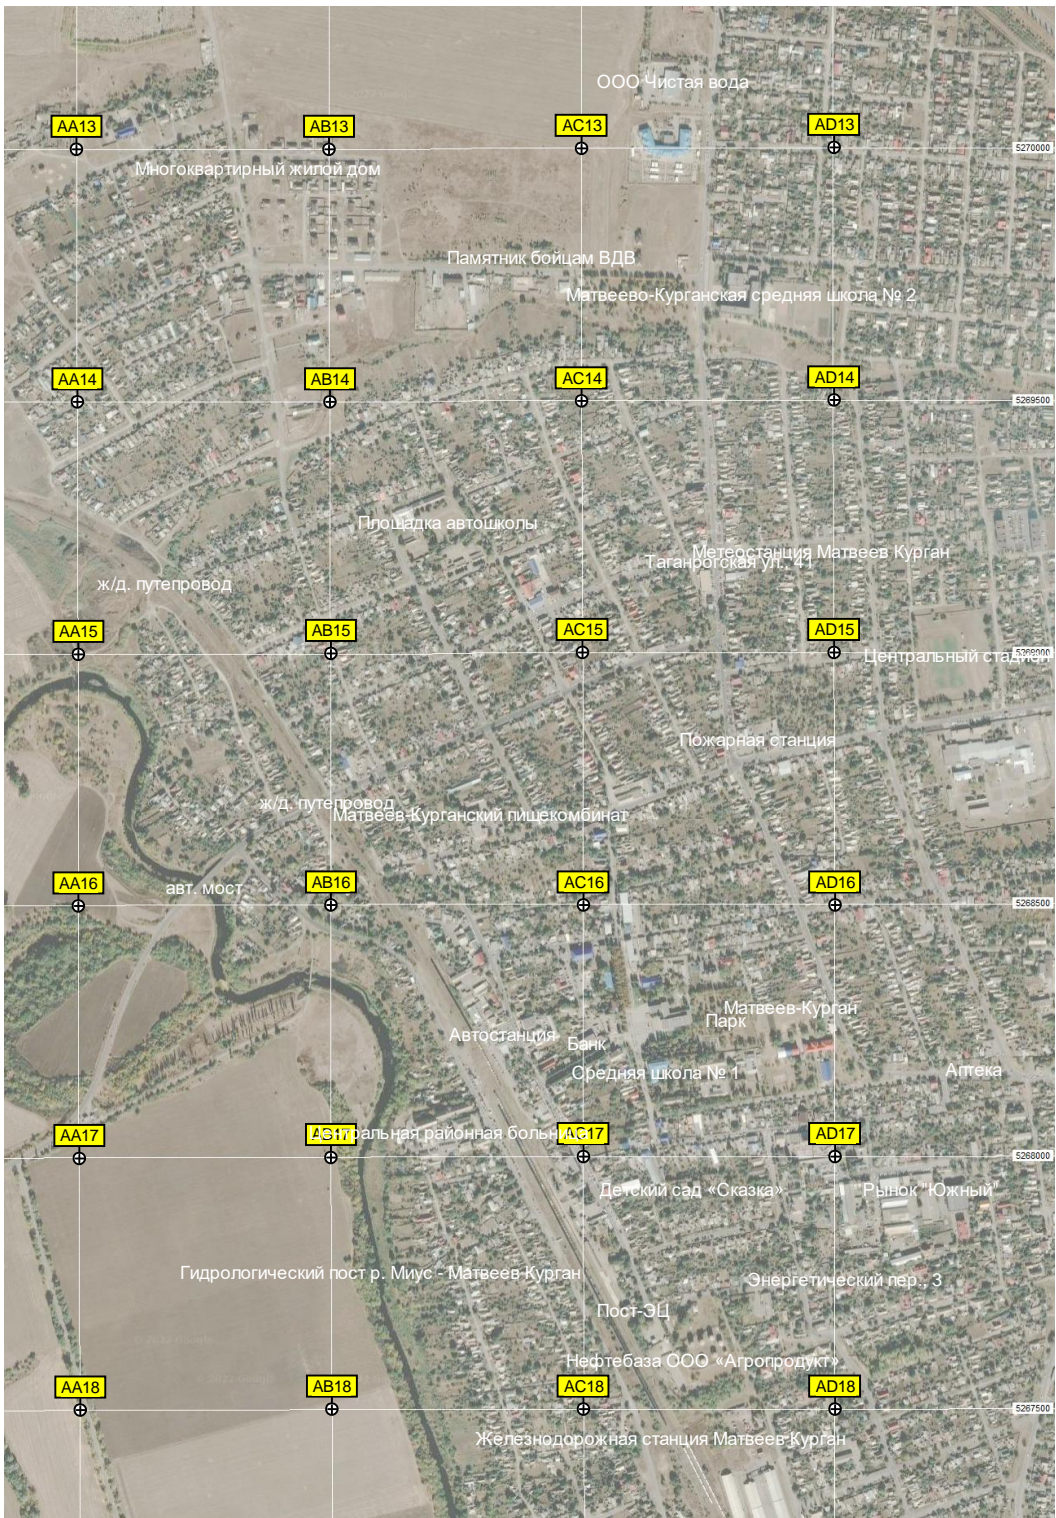 ООО Чистая вода
AA13
AB13
AC13
AD13
5270000
Многоквартирный жилой дом
Памятник бойцам ВДВ
Матвеево-Курганская средняя школа № 2
AA14
AB14
AC14
AD14
5269500
Площадка автошколы
Метеостанция Матвеев Курган
Таганрогская ул., 41
ж/д. путепровод
AA15
AB15
AC15
AD15
5269000
Центральный стадион
Пожарная станция
ж/д. путепровод
Матвеев-Курганский пищекомбинат
AA16
AB16
AC16
AD16
авт. мост
5268500
Матвеев-Курган
Парк
Автостанция
Банк
Средняя школа № 1
Аптека
AA17
AB17
Центральная районная больница
AC17
AD17
5268000
Детский сад «Сказка»
Рынок "Южный"
Гидрологический пост р. Миус - Матвеев Курган
Энергетический пер., 3
Пост-ЭЦ
Нефтебаза ООО «Агропродукт»
AA18
AB18
AC18
AD18
5267500
Железнодорожная станция Матвеев Курган